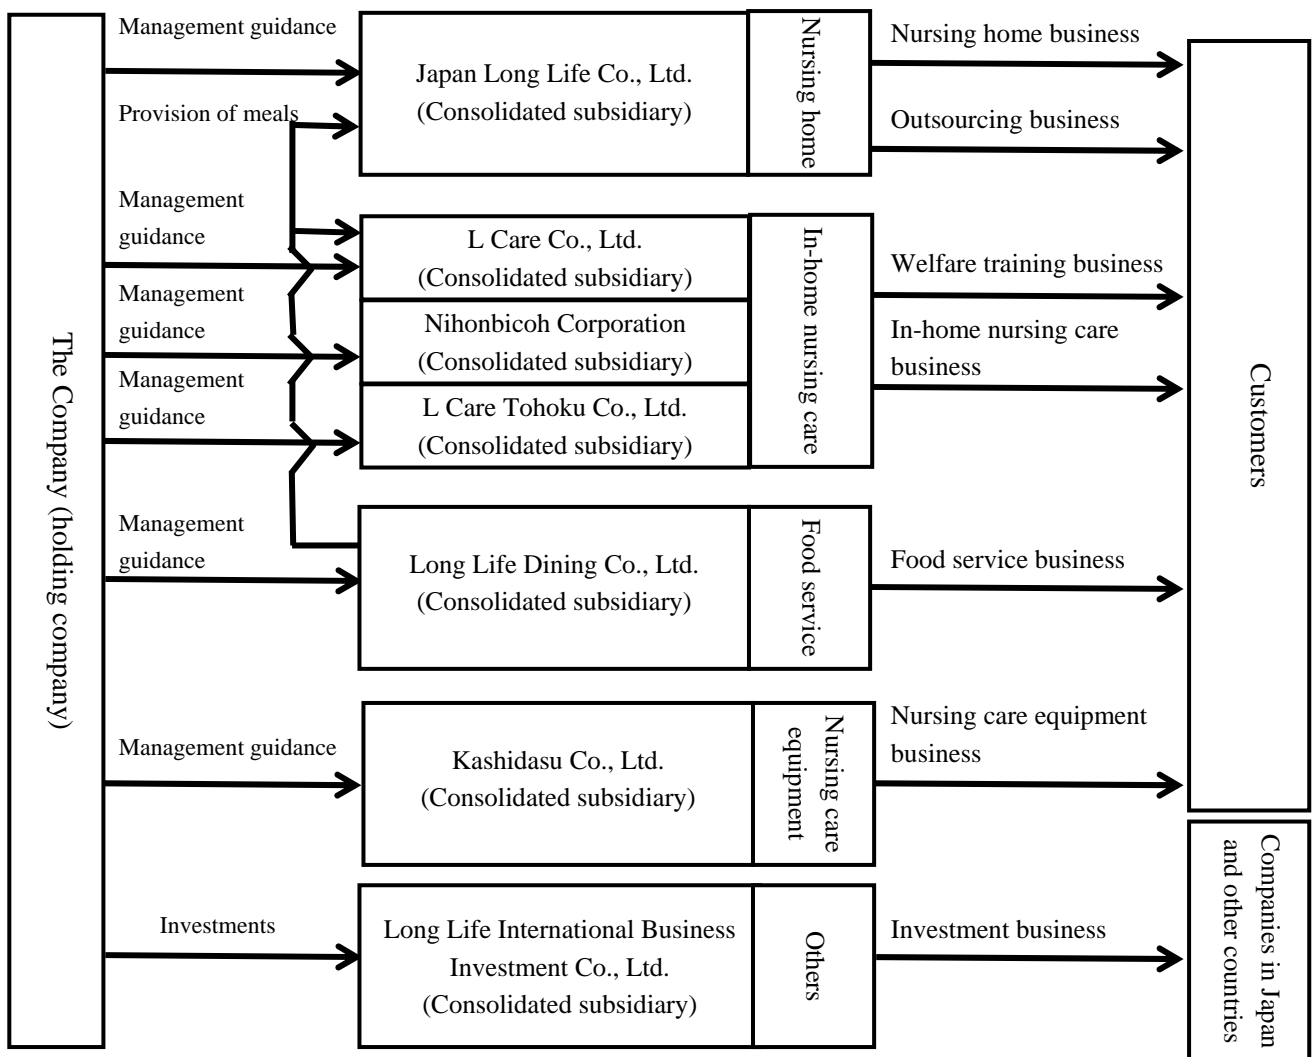 The Company (holding company)
Management guidance
Provision of meals
Japan Long Life Co., Ltd.
(Consolidated subsidiary)
Nursing home
Nursing home business
Outsourcing business
Management
guidance
Management
guidance
Management
guidance
L Care Co., Ltd.
(Consolidated subsidiary)
Nihonbicoh Corporation
(Consolidated subsidiary)
L Care Tohoku Co., Ltd.
(Consolidated subsidiary)
In-home nursing care
Welfare training business
In-home nursing care
business
Management
guidance
Long Life Dining Co., Ltd.
(Consolidated subsidiary)
Food service
Food service business
Management guidance
Kashidasu Co., Ltd.
(Consolidated subsidiary)
Nursing care
equipment
Nursing care equipment
business
Customers
Investments
Long Life International Business
Investment Co., Ltd.
(Consolidated subsidiary)
Others
Investment business
Companies in Japan
and other countries